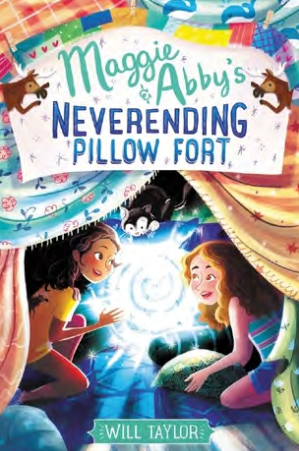 Maggie
& Abby's
NEVERENDING
PILLOW FORT
WILL TAYLOR